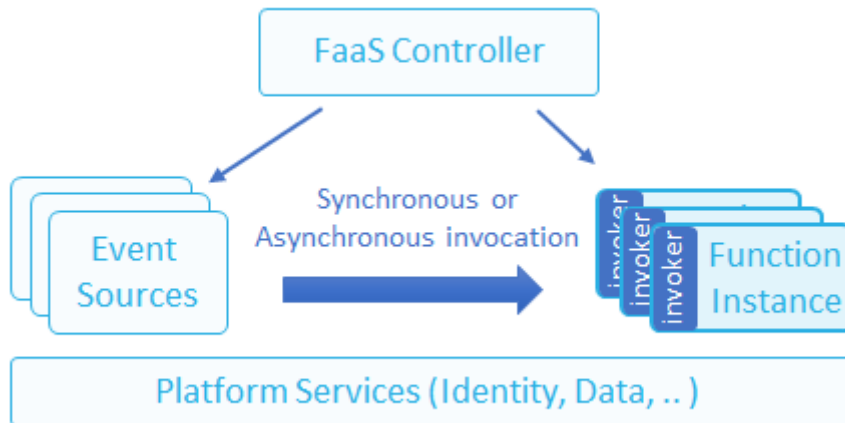 FaaS Controller
Synchronous or
Asynchronous invocation
Event
Sources
invoker
invoker
invoker
Function
Instance
Platform Services (Identity, Data, .. )